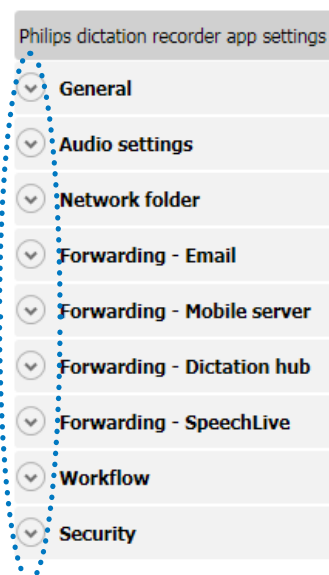 Philips dictation recorder app settings
General
Audio settings
Network folder
Forwarding - Email
Forwarding - Mobile server
Forwarding - Dictation hub
Forwarding - SpeechLive
Workflow
Security